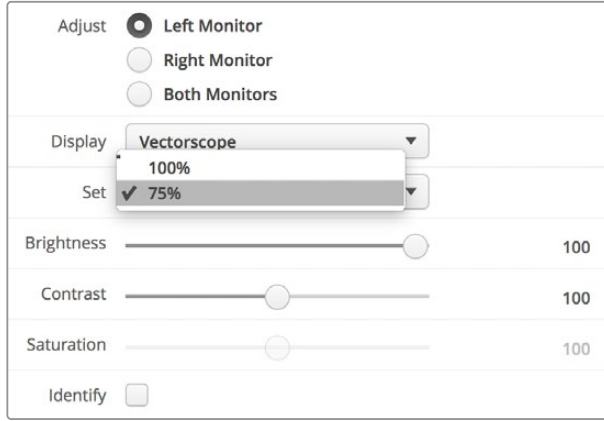 Adjust Left Monitor
Right Monitor
Both Monitors
Display Vectorscope
100%
Set ✔ 75%
Brightness 100
Contrast 100
Saturation 100
Identify